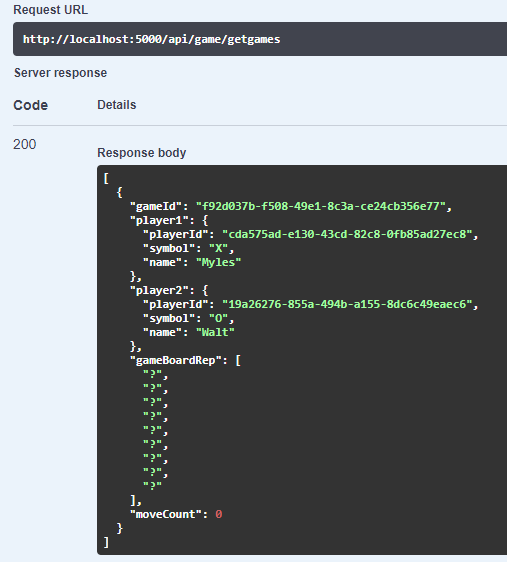 Request URL
http://localhost:5000/api/game/getgames
Server response
Code Details
200
Response body
[
  {
    "gameId": "f92d037b-f508-49e1-8c3a-ce24cb356e77",
    "player1": {
      "playerId": "cda575ad-e130-43cd-82c8-0fb85ad27ec8",
      "symbol": "X",
      "name": "Myles"
    },
    "player2": {
      "playerId": "19a26276-855a-494b-a155-8dc6c49eaec6",
      "symbol": "O",
      "name": "Walt"
    },
    "gameBoardRep": [
      "?",
      "?",
      "?",
      "?",
      "?",
      "?",
      "?",
      "?",
      "?"
    ],
    "moveCount": 0
  }
]